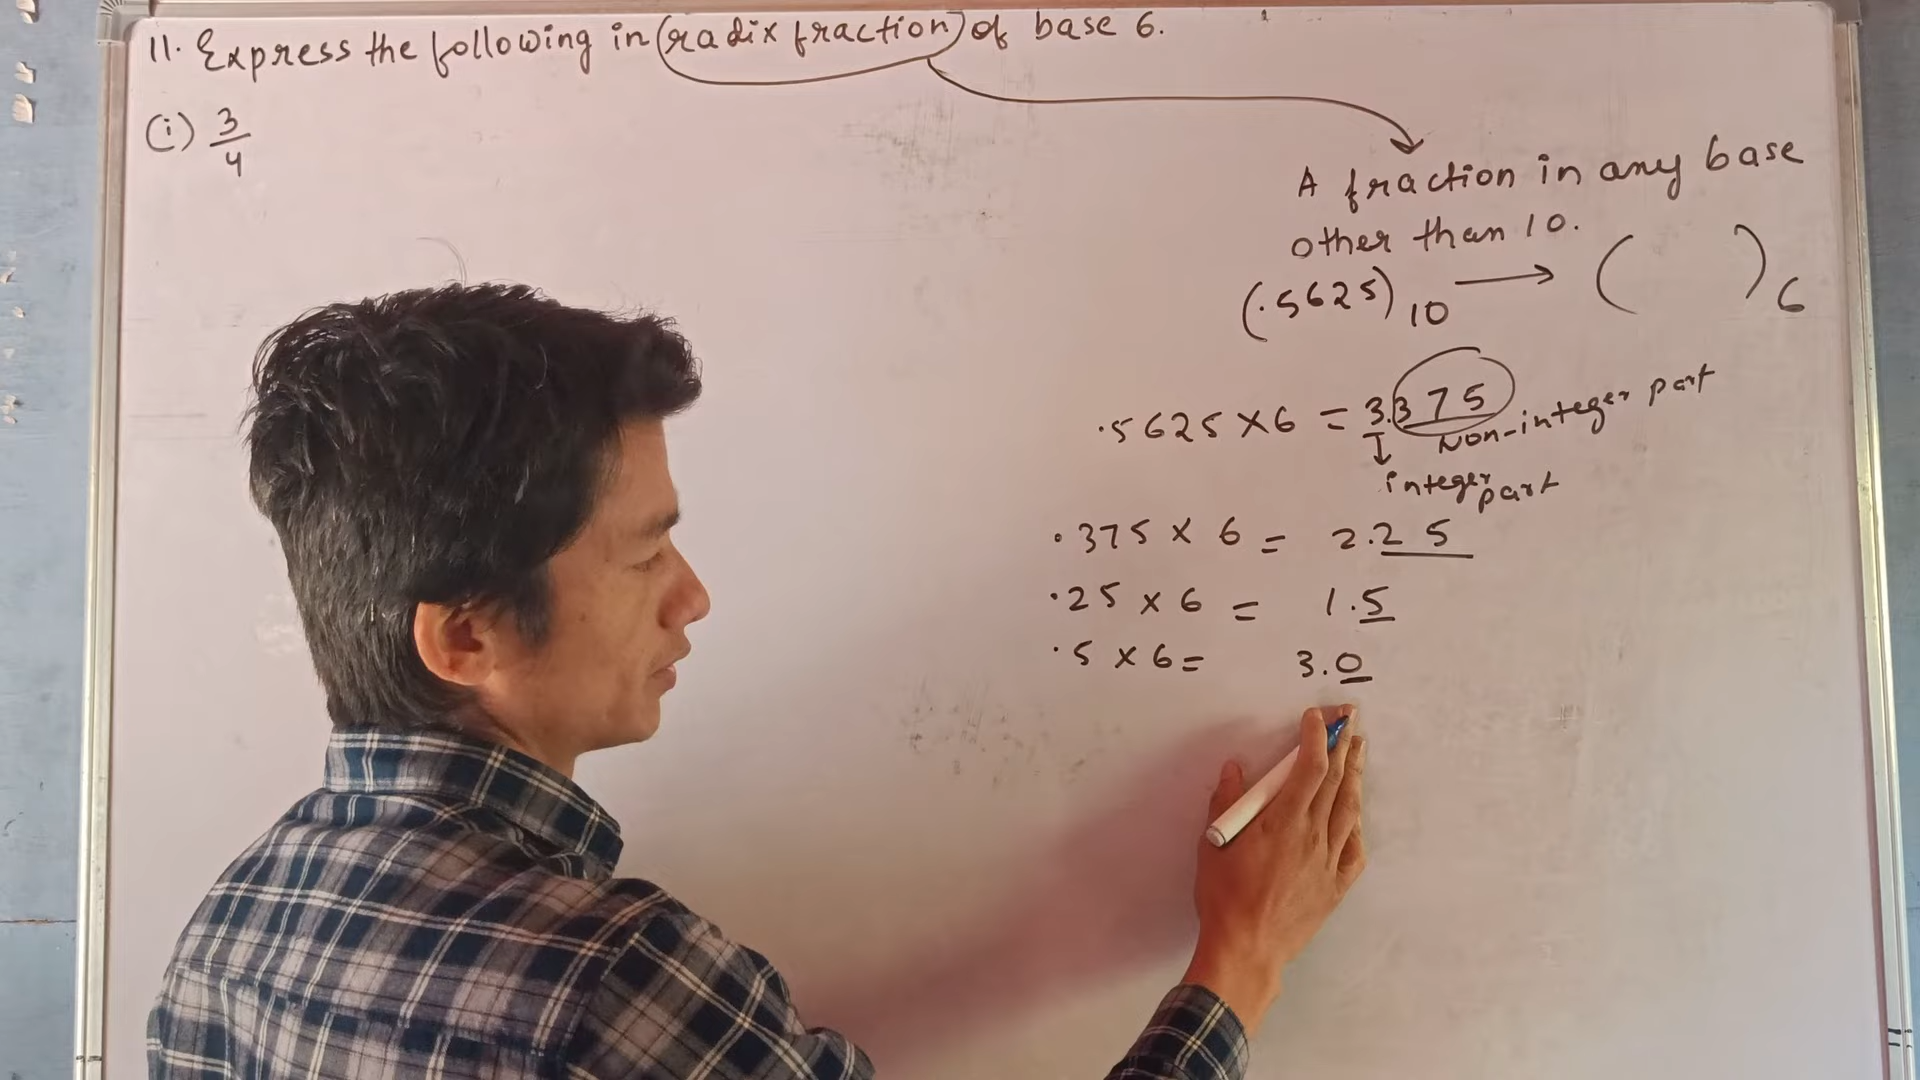 11. Express the following in (radix fraction) of base 6.
(i) 3/4
A fraction in any base
other than 10.
(.5625)10 → (      )6
.5625 × 6 = 3.375
Non-integer part
integer part
.375 × 6 = 2.25
.25 × 6 = 1.5
.5 × 6 = 3.0